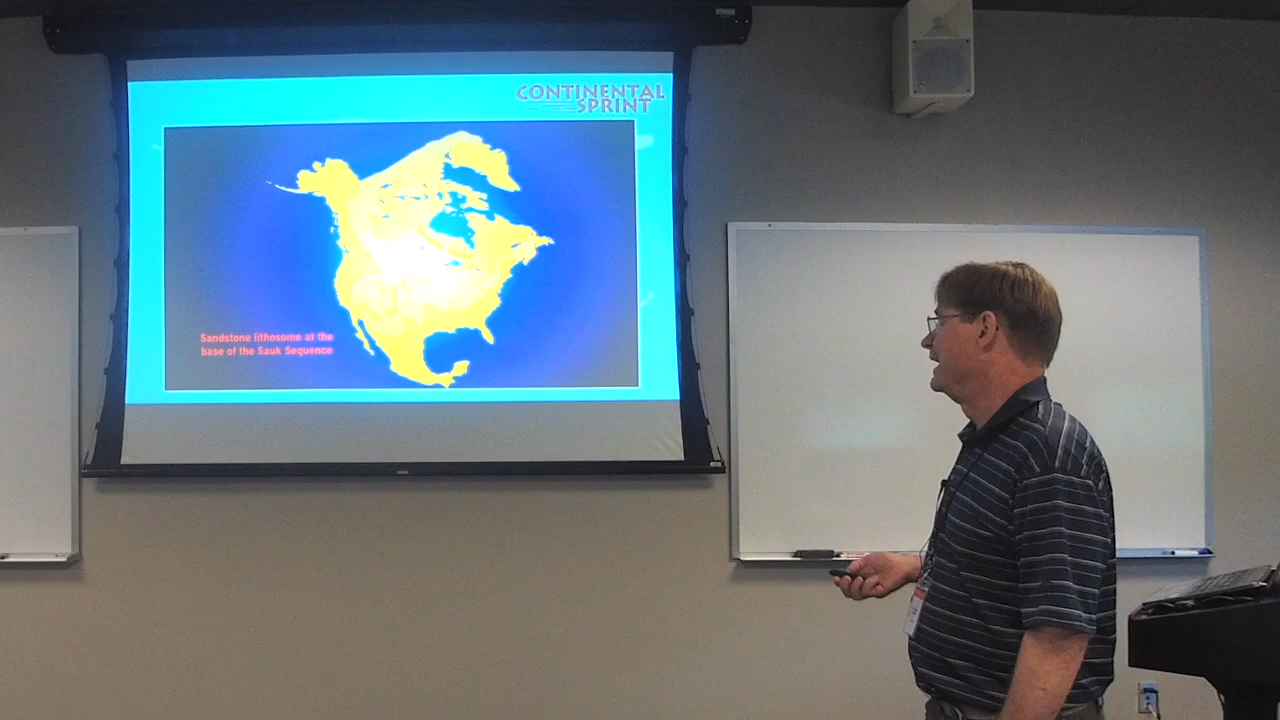 CONTINENTAL
SPRINT
Sandstone lithosome at the
base of the Sauk Sequence